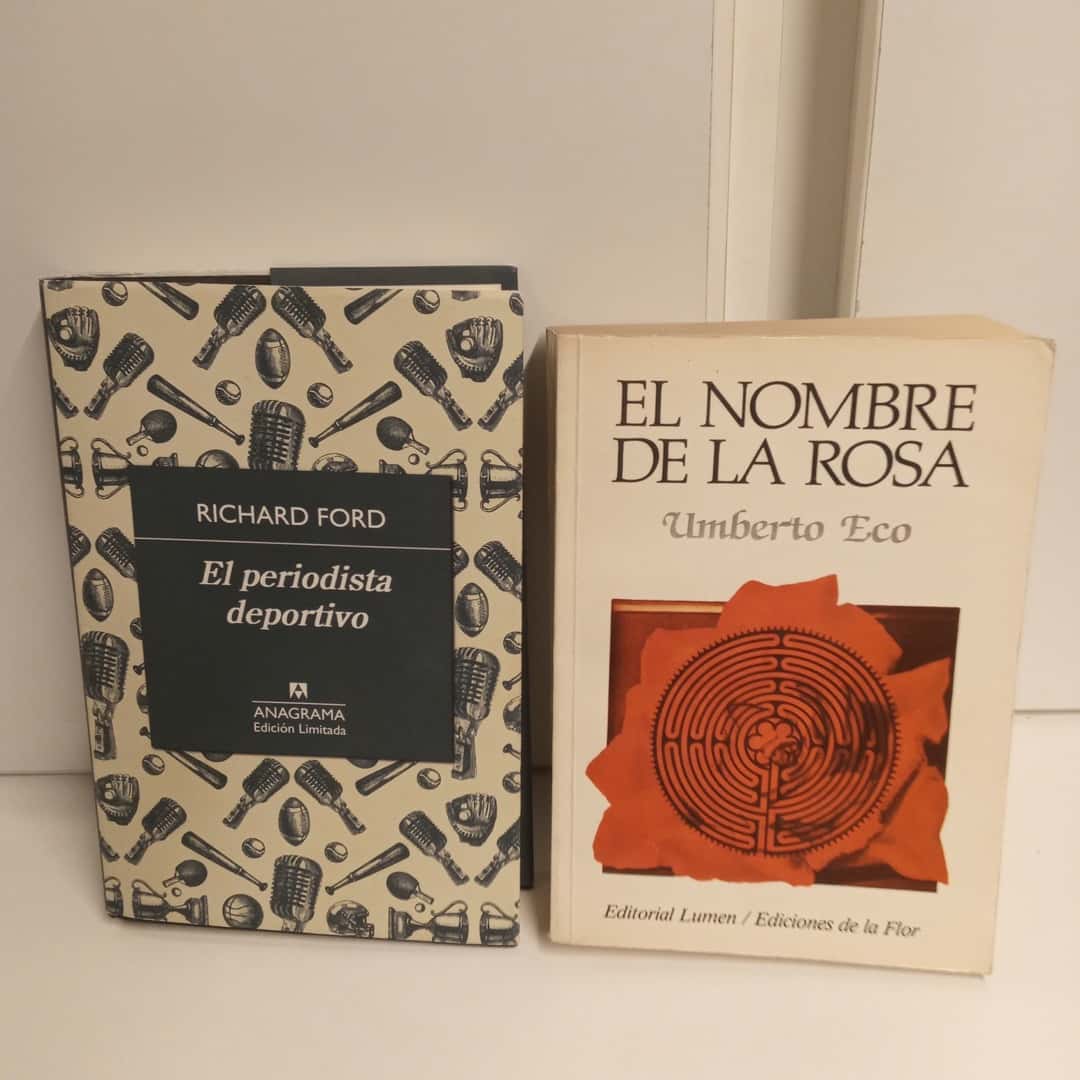 RICHARD FORD
El periodista
deportivo
ANAGRAMA
Edición Limitada
EL NOMBRE
DE LA ROSA
Umberto Eco
Editorial Lumen / Ediciones de la Flor